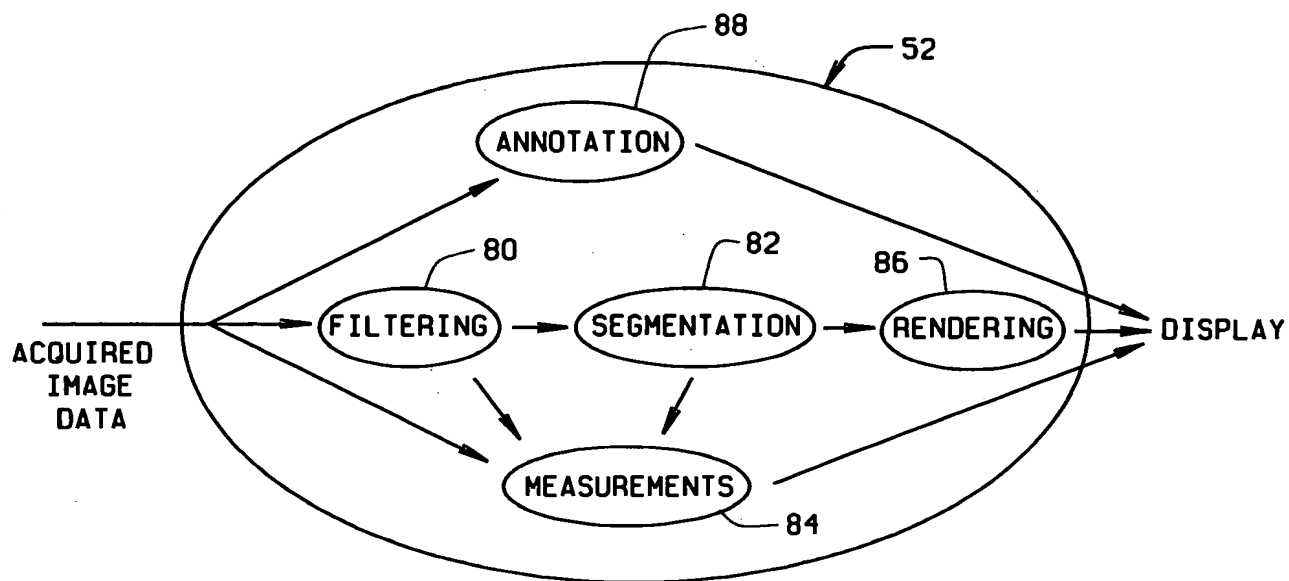 88
52
ANNOTATION
80
82
86
FILTERING
SEGMENTATION
RENDERING
DISPLAY
ACQUIRED
IMAGE
DATA
MEASUREMENTS
84